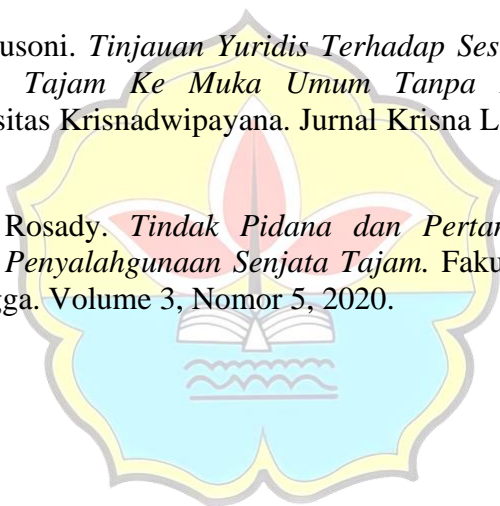 usoni. Tinjauan Yuridis Terhadap Ses
Tajam Ke Muka Umum Tanpa
sitas Krisnadwipayana. Jurnal Krisna L
Rosady. Tindak Pidana dan Pertan
Penyalahgunaan Senjata Tajam. Faku
gga. Volume 3, Nomor 5, 2020.